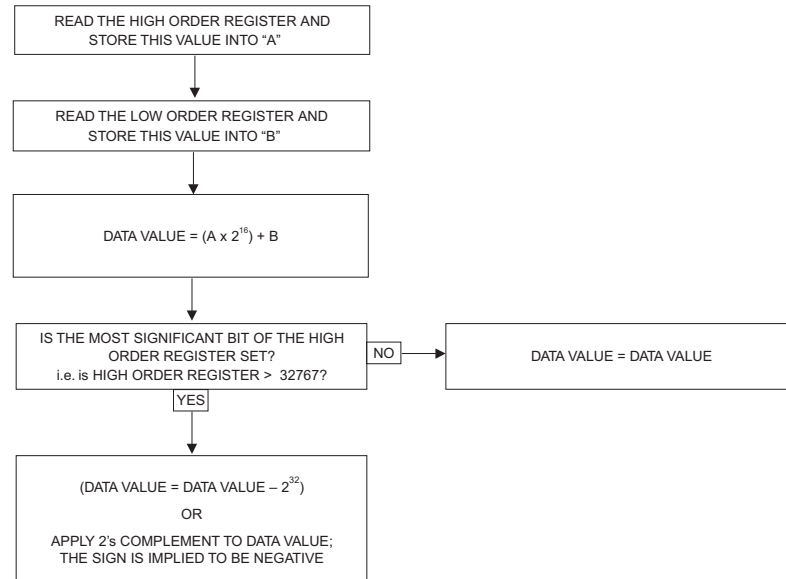 READ THE HIGH ORDER REGISTER AND
STORE THIS VALUE INTO “A”
READ THE LOW ORDER REGISTER AND
STORE THIS VALUE INTO “B”
DATA VALUE = (A x 2^16) + B
IS THE MOST SIGNIFICANT BIT OF THE HIGH
ORDER REGISTER SET?
i.e. is HIGH ORDER REGISTER > 32767?
NO
DATA VALUE = DATA VALUE
YES
(DATA VALUE = DATA VALUE – 2^32)
OR
APPLY 2’s COMPLEMENT TO DATA VALUE;
THE SIGN IS IMPLIED TO BE NEGATIVE